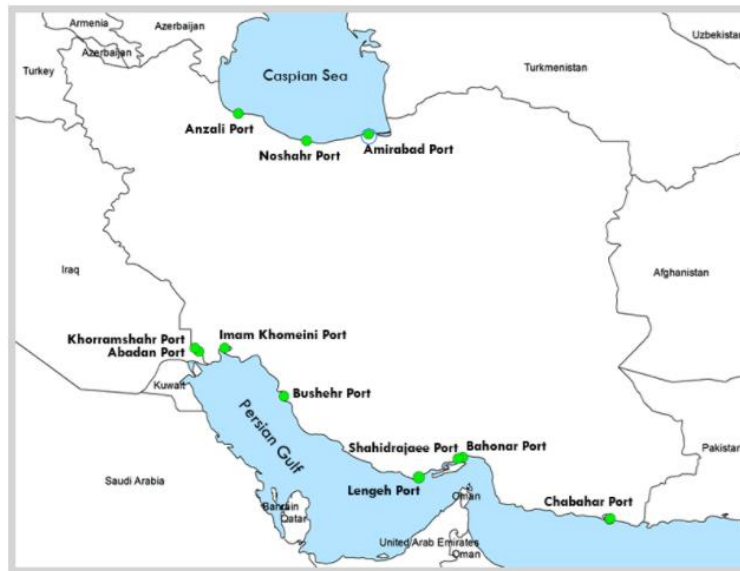 Armenia
Azerbaijan
Azerbaijan
Uzbekistan
Turkey
Caspian Sea
Turkmenistan
Anzali Port
Noshahr Port
Amirabad Port
Iraq
Afghanistan
Khorramshahr Port
Imam Khomeini Port
Abadan Port
Kuwait
Bushehr Port
Persian Gulf
Shahidrajaee Port
Bahonar Port
Pakistan
Saudi Arabia
Lengeh Port
Oman
Chabahar Port
Bahrain
Qatar
United Arab Emirates
Oman